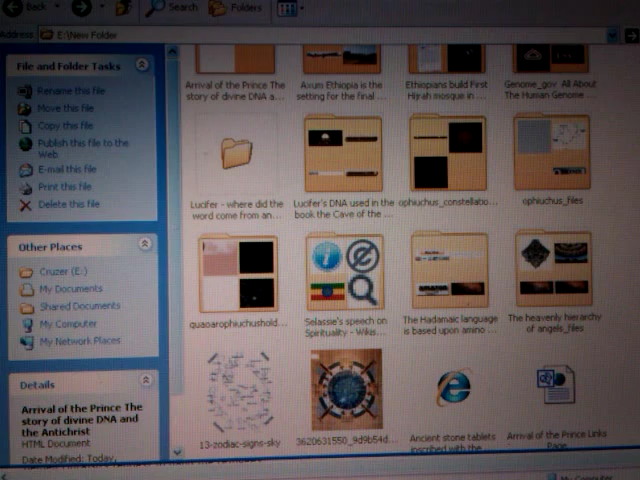 Back
Search
Folders
Address
E:\New Folder
File and Folder Tasks
Rename this file
Move this file
Copy this file
Publish this file to the
Web
E-mail this file
Print this file
Delete this file
Other Places
Cruzer (E:)
My Documents
Shared Documents
My Computer
My Network Places
Details
Arrival of the Prince The
story of divine DNA and
the Antichrist
HTML Document
Date Modified: Today,
Arrival of the Prince The
story of divine DNA a...
Axum Ethiopia is the
setting for the final ...
Ethiopians build First
Hijrah mosque in ...
Genome_gov All About
The Human Genome ...
Lucifer - where did the
word come from an...
Lucifer's DNA used in the
book the Cave of the ...
ophiuchus_constellatio...
ophiuchus_files
quaoarophiuchushold...
Selassie's speech on
Spirituality - Wikis...
The Hadamaic language
is based upon amino ...
The heavenly hierarchy
of angels_files
13-zodiac-signs-sky
3620631550_9d9b54d...
Ancient stone tablets
inscribed with the
Arrival of the Prince Links
Page
My Computer